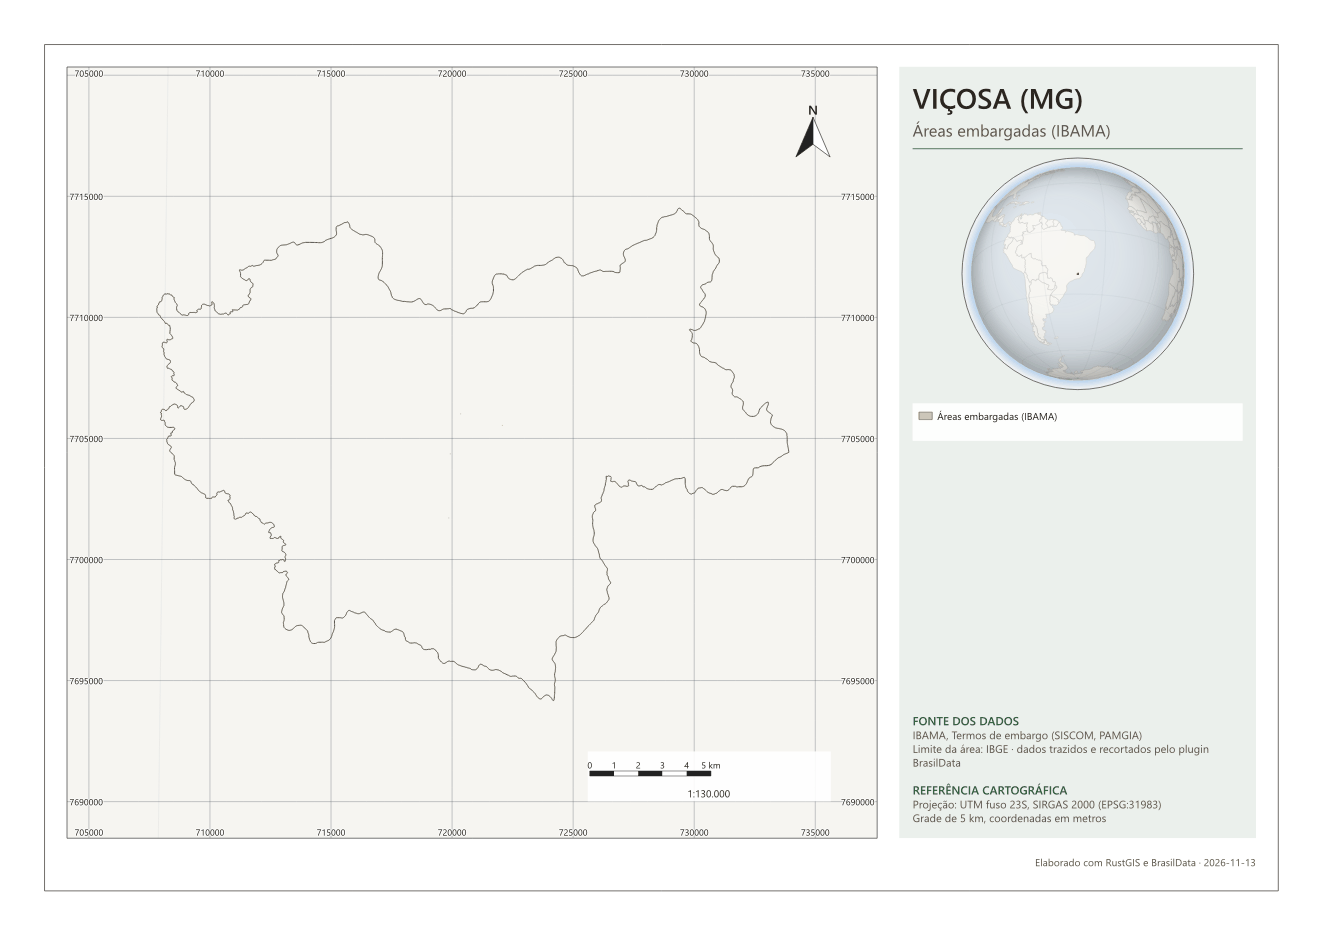 705000 710000 715000 720000 725000 730000 735000
N
7715000 7715000
7710000 7710000
7705000 7705000
7700000 7700000
7695000 7695000
7690000 7690000
0 1 2 3 4 5 km
1:130.000
705000 710000 715000 720000 725000 730000 735000
VIÇOSA (MG)
Áreas embargadas (IBAMA)
Áreas embargadas (IBAMA)
FONTE DOS DADOS
IBAMA, Termos de embargo (SISCOM, PAMGIA)
Limite da área: IBGE · dados trazidos e recortados pelo plugin
BrasilData
REFERÊNCIA CARTOGRÁFICA
Projeção: UTM fuso 23S, SIRGAS 2000 (EPSG:31983)
Grade de 5 km, coordenadas em metros
Elaborado com RustGIS e BrasilData · 2026-11-13